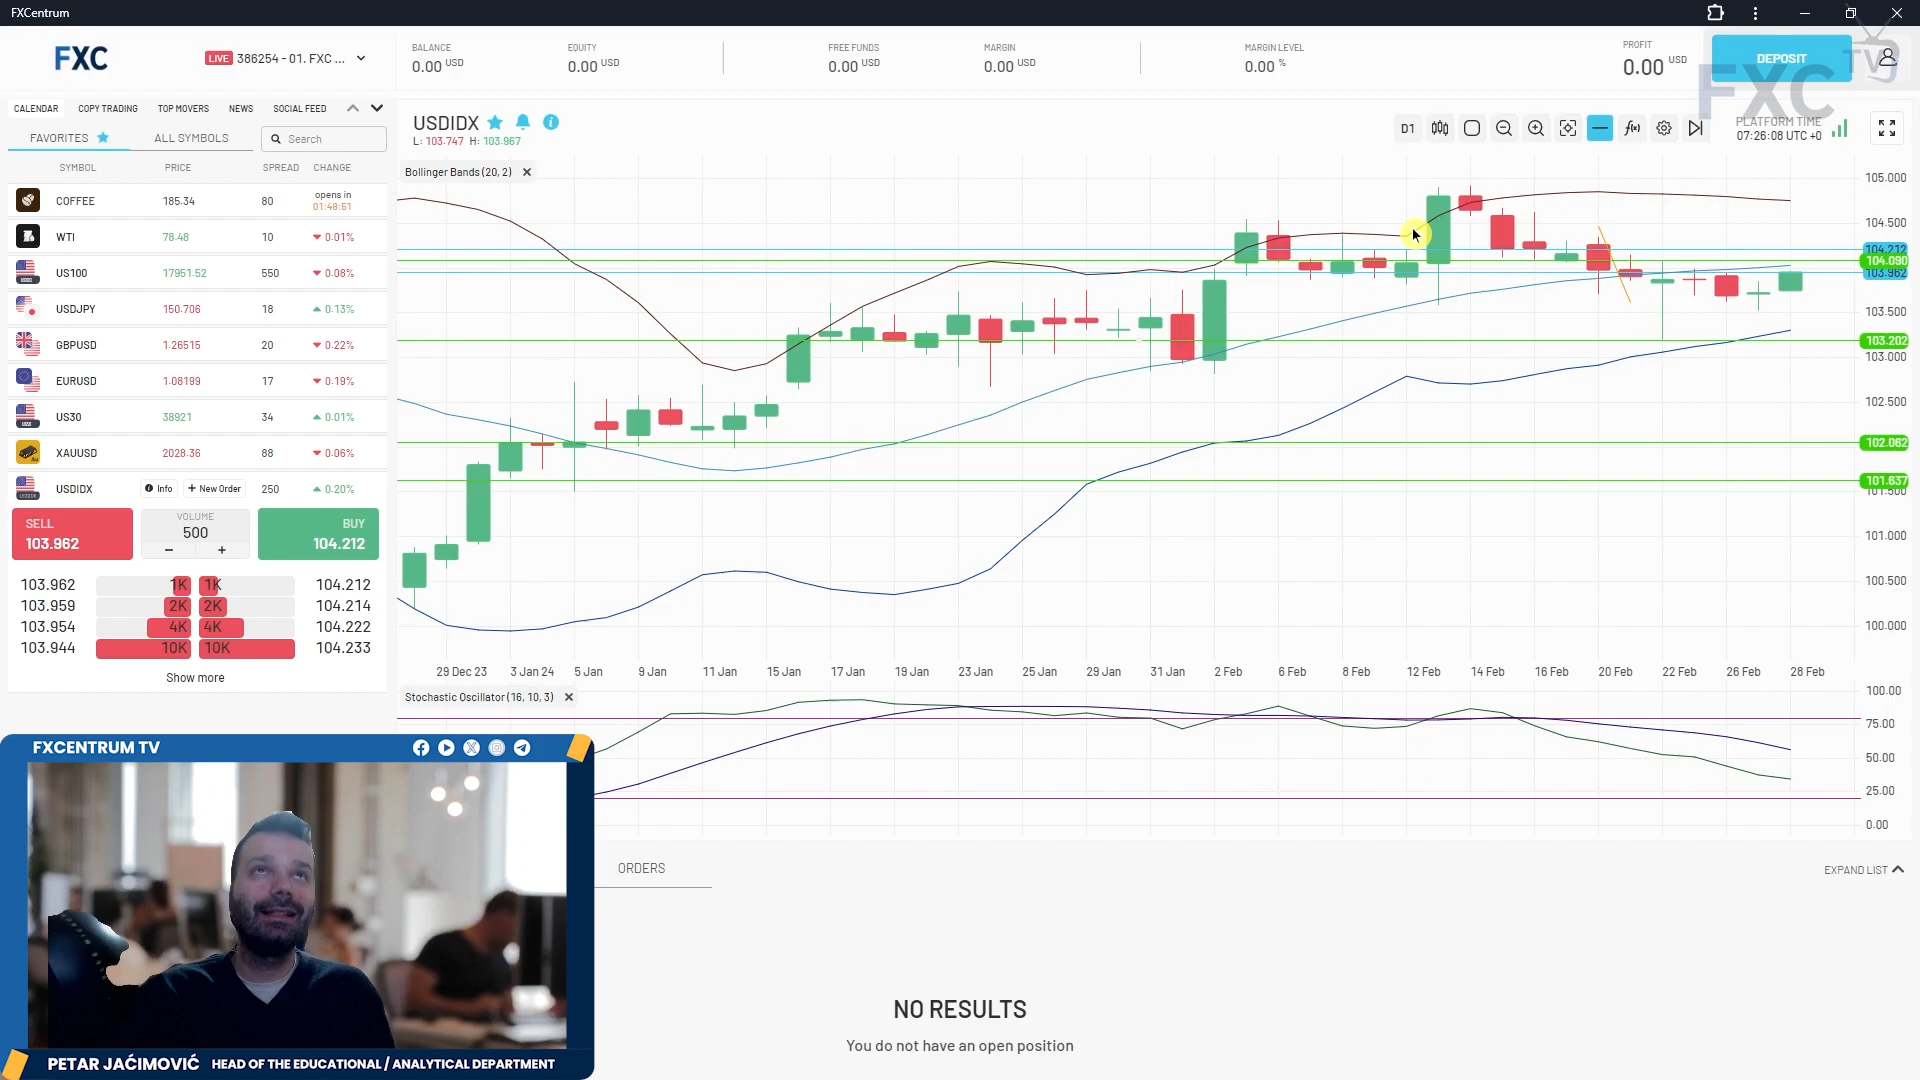 FXCentrum
FXC
LIVE 386254 - 01. FXC ...
BALANCE
0.00 USD
EQUITY
0.00 USD
FREE FUNDS
0.00 USD
MARGIN
0.00 USD
MARGIN LEVEL
0.00 %
PROFIT
0.00 USD
DEPOSIT
FXC TV
CALENDAR COPY TRADING TOP MOVERS NEWS SOCIAL FEED
FAVORITES ALL SYMBOLS Search
SYMBOL PRICE SPREAD CHANGE
COFFEE 185.34 80 opens in 01:48:51
WTI 78.48 10 0.01%
US100 17951.52 550 0.08%
USDJPY 150.706 18 0.13%
GBPUSD 1.26515 20 0.22%
EURUSD 1.08199 17 0.19%
US30 38921 34 0.01%
XAUUSD 2028.36 88 0.06%
USDIDX Info + New Order 250 0.20%
SELL
103.962
VOLUME
500
- +
BUY
104.212
103.962 1K 1K 104.212
103.959 2K 2K 104.214
103.954 4K 4K 104.222
103.944 10K 10K 104.233
Show more
USDIDX
L: 103.747 H: 103.967
D1
f(x)
PLATFORM TIME
07:26:08 UTC +0
Bollinger Bands (20, 2)
105.000
104.500
104.212
104.090
103.962
103.500
103.202
103.000
102.500
102.062
101.637
101.500
101.000
100.500
100.000
29 Dec 23 3 Jan 24 5 Jan 9 Jan 11 Jan 15 Jan 17 Jan 19 Jan 23 Jan 25 Jan 29 Jan 31 Jan 2 Feb 6 Feb 8 Feb 12 Feb 14 Feb 16 Feb 20 Feb 22 Feb 26 Feb 28 Feb
Stochastic Oscillator (16, 10, 3)
100.00
75.00
50.00
25.00
0.00
ORDERS
EXPAND LIST
NO RESULTS
You do not have an open position
FXCENTRUM TV
PETAR JAĆIMOVIĆ HEAD OF THE EDUCATIONAL / ANALYTICAL DEPARTMENT